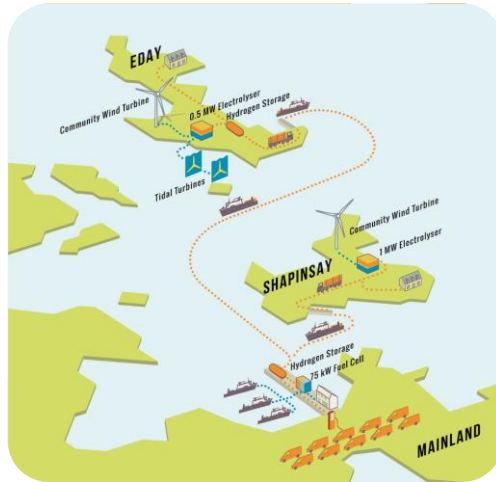 EDAY
Community Wind Turbine
0.5 MW Electrolyser
Hydrogen Storage
Tidal Turbines
Community Wind Turbine
1 MW Electrolyser
SHAPINSAY
Hydrogen Storage
75 kW Fuel Cell
MAINLAND